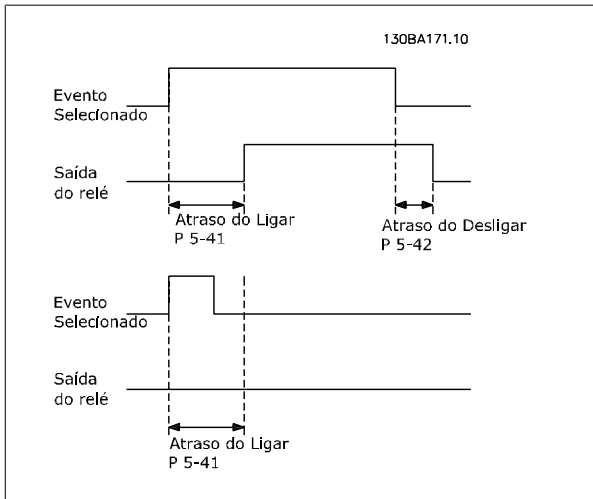 130BA171.10
Evento
Selecionado
Saída
do relé
Atraso do Ligar
P 5-41
Atraso do Desligar
P 5-42
Evento
Selecionado
Saída
do relé
Atraso do Ligar
P 5-41